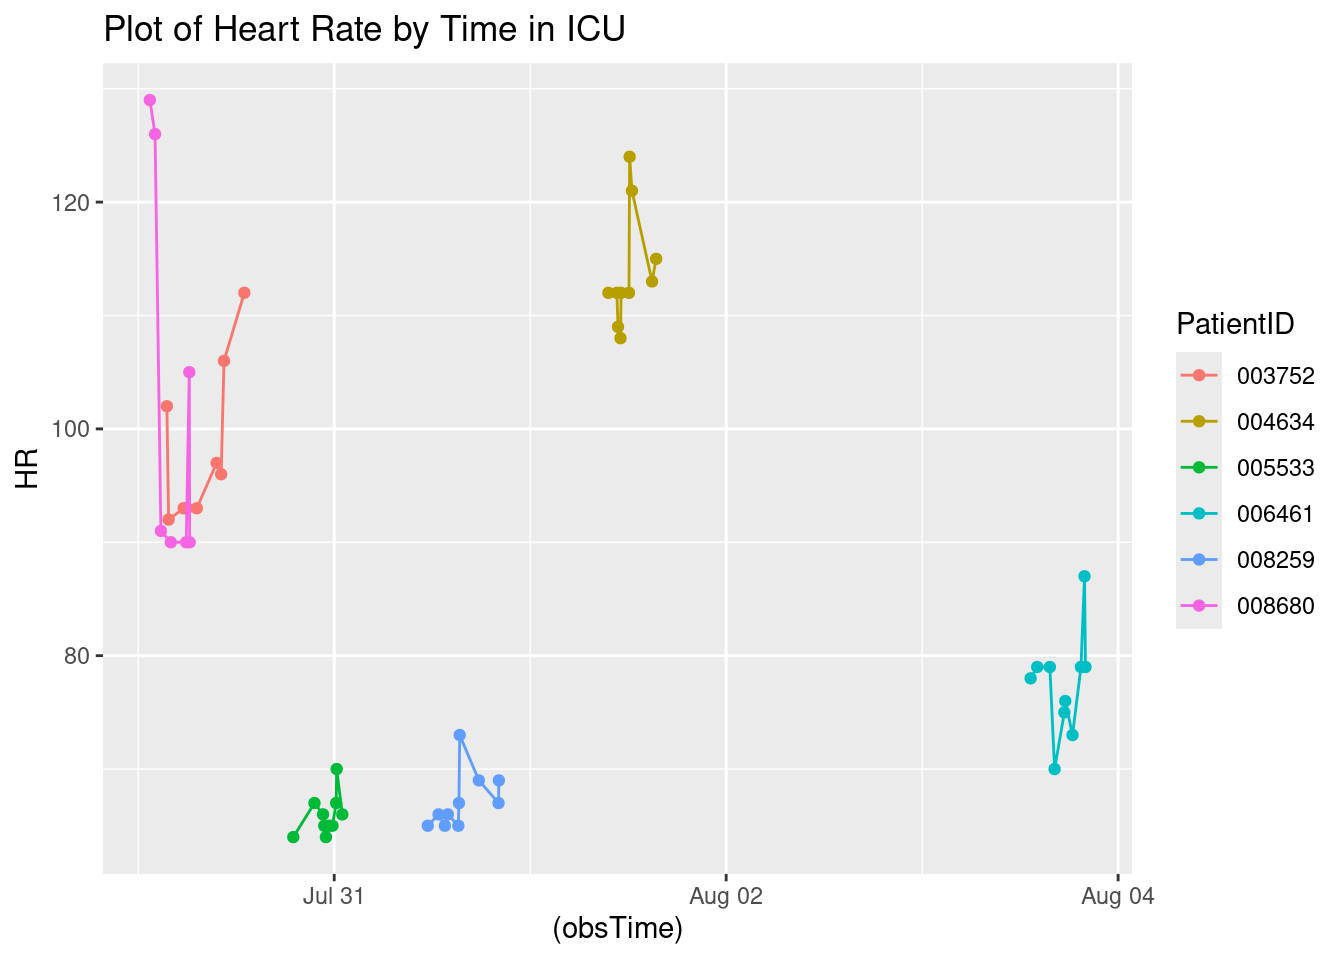 Plot of Heart Rate by Time in ICU
HR
120
100
80
Jul 31
Aug 02
Aug 04
(obsTime)
PatientID
003752
004634
005533
006461
008259
008680